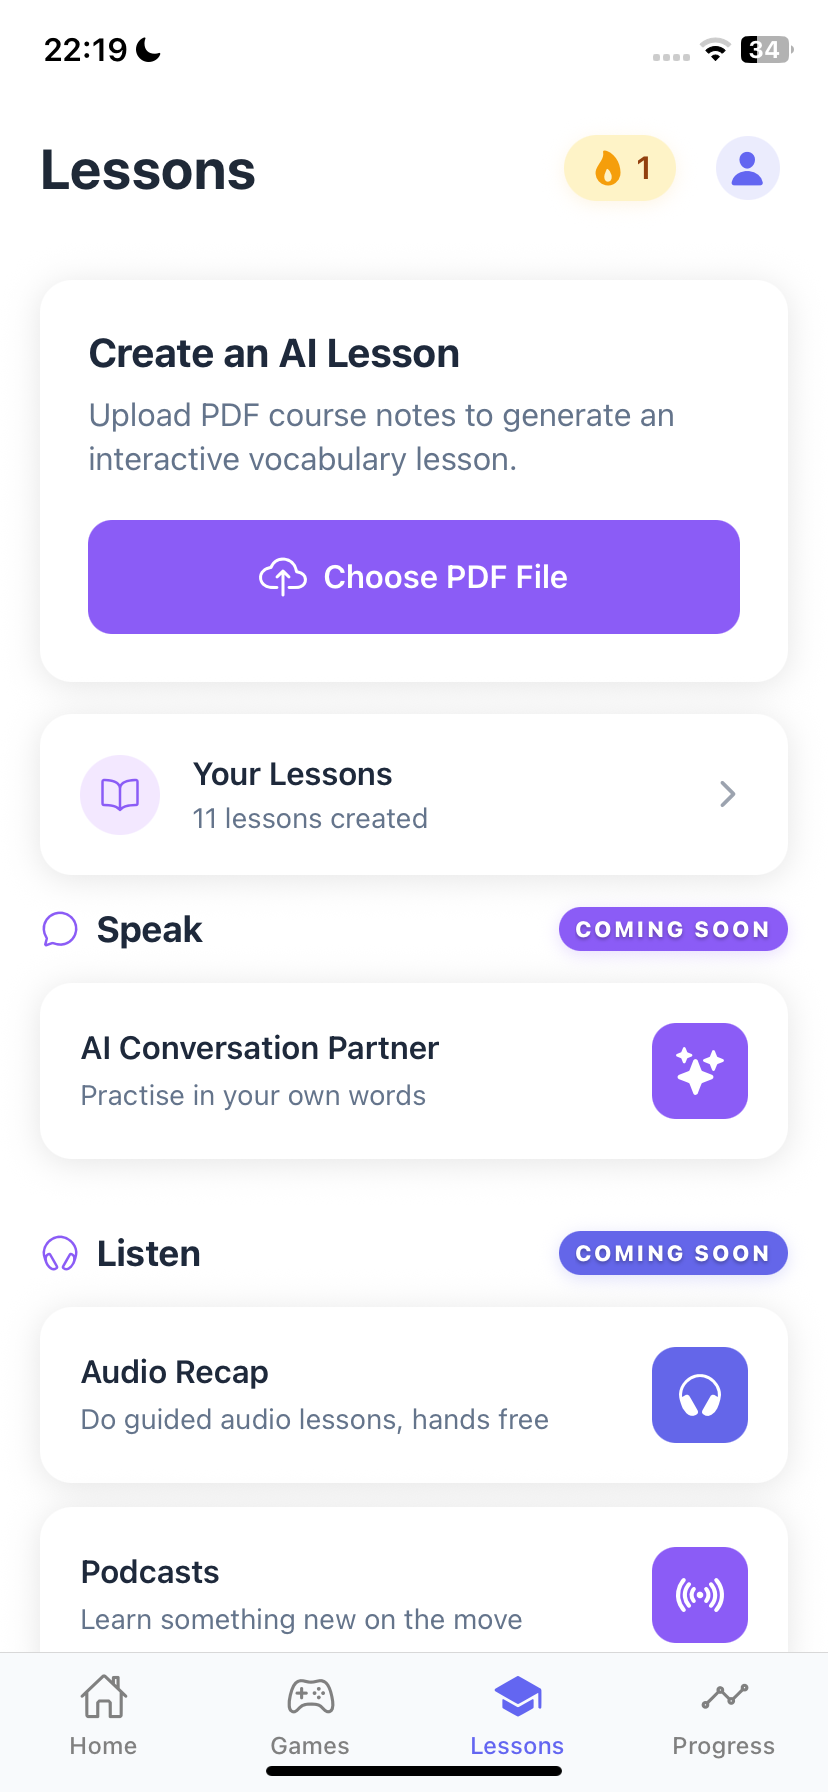 22:19
34
Lessons
1
Create an AI Lesson
Upload PDF course notes to generate an
interactive vocabulary lesson.
Choose PDF File
Your Lessons
11 lessons created
Speak
COMING SOON
AI Conversation Partner
Practise in your own words
Listen
COMING SOON
Audio Recap
Do guided audio lessons, hands free
Podcasts
Learn something new on the move
Home
Games
Lessons
Progress